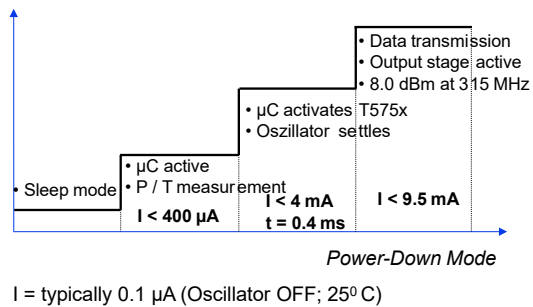 • Data transmission
• Output stage active
• 8.0 dBm at 315 MHz
• µC activates T575x
• Oszillator settles
• µC active
• P / T measurement
• Sleep mode
I < 400 µA
I < 4 mA
t = 0.4 ms
I < 9.5 mA
Power-Down Mode
I = typically 0.1 µA (Oscillator OFF; 25⁰ C)